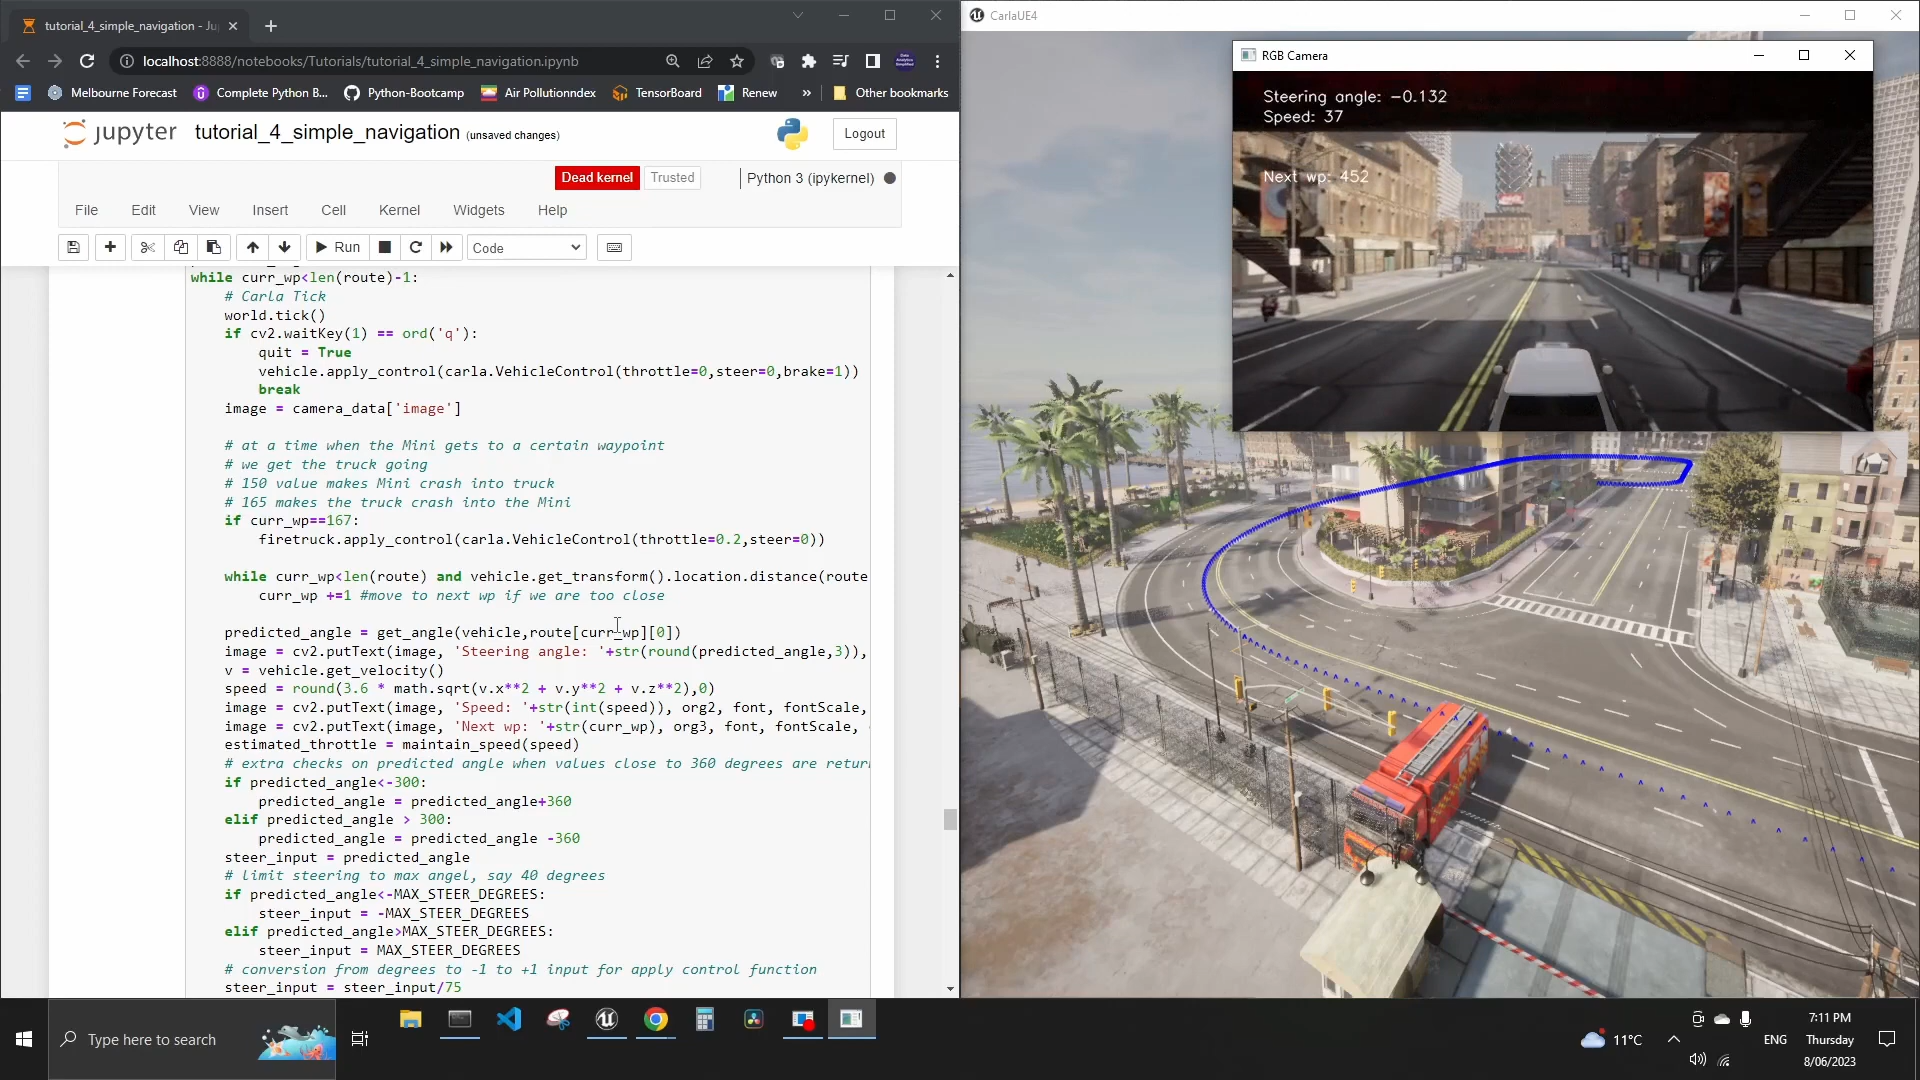 tutorial_4_simple_navigation - Ju
localhost:8888/notebooks/Tutorials/tutorial_4_simple_navigation.ipynb
Melbourne Forecast
Complete Python B...
Python-Bootcamp
Air Pollutionndex
TensorBoard
Renew
»
Other bookmarks
jupyter
tutorial_4_simple_navigation (unsaved changes)
Logout
Dead kernel
Trusted
Python 3 (ipykernel)
File Edit View Insert Cell Kernel Widgets Help
Run
Code
while curr_wp<len(route)-1:
# Carla Tick
world.tick()
if cv2.waitKey(1) == ord('q'):
quit = True
vehicle.apply_control(carla.VehicleControl(throttle=0,steer=0,brake=1))
break
image = camera_data['image']
# at a time when the Mini gets to a certain waypoint
# we get the truck going
# 150 value makes Mini crash into truck
# 165 makes the truck crash into the Mini
if curr_wp==167:
firetruck.apply_control(carla.VehicleControl(throttle=0.2,steer=0))
while curr_wp<len(route) and vehicle.get_transform().location.distance(route
curr_wp +=1 #move to next wp if we are too close
predicted_angle = get_angle(vehicle,route[curr_wp][0])
image = cv2.putText(image, 'Steering angle: '+str(round(predicted_angle,3)),
v = vehicle.get_velocity()
speed = round(3.6 * math.sqrt(v.x**2 + v.y**2 + v.z**2),0)
image = cv2.putText(image, 'Speed: '+str(int(speed)), org2, font, fontScale,
image = cv2.putText(image, 'Next wp: '+str(curr_wp), org3, font, fontScale,
estimated_throttle = maintain_speed(speed)
# extra checks on predicted angle when values close to 360 degrees are retur
if predicted_angle<-300:
predicted_angle = predicted_angle+360
elif predicted_angle > 300:
predicted_angle = predicted_angle -360
steer_input = predicted_angle
# limit steering to max angel, say 40 degrees
if predicted_angle<-MAX_STEER_DEGREES:
steer_input = -MAX_STEER_DEGREES
elif predicted_angle>MAX_STEER_DEGREES:
steer_input = MAX_STEER_DEGREES
# conversion from degrees to -1 to +1 input for apply control function
steer_input = steer_input/75
CarlaUE4
RGB Camera
Steering angle: -0.132
Speed: 37
Next wp: 452
Type here to search
11°C
ENG
7:11 PM
Thursday
8/06/2023